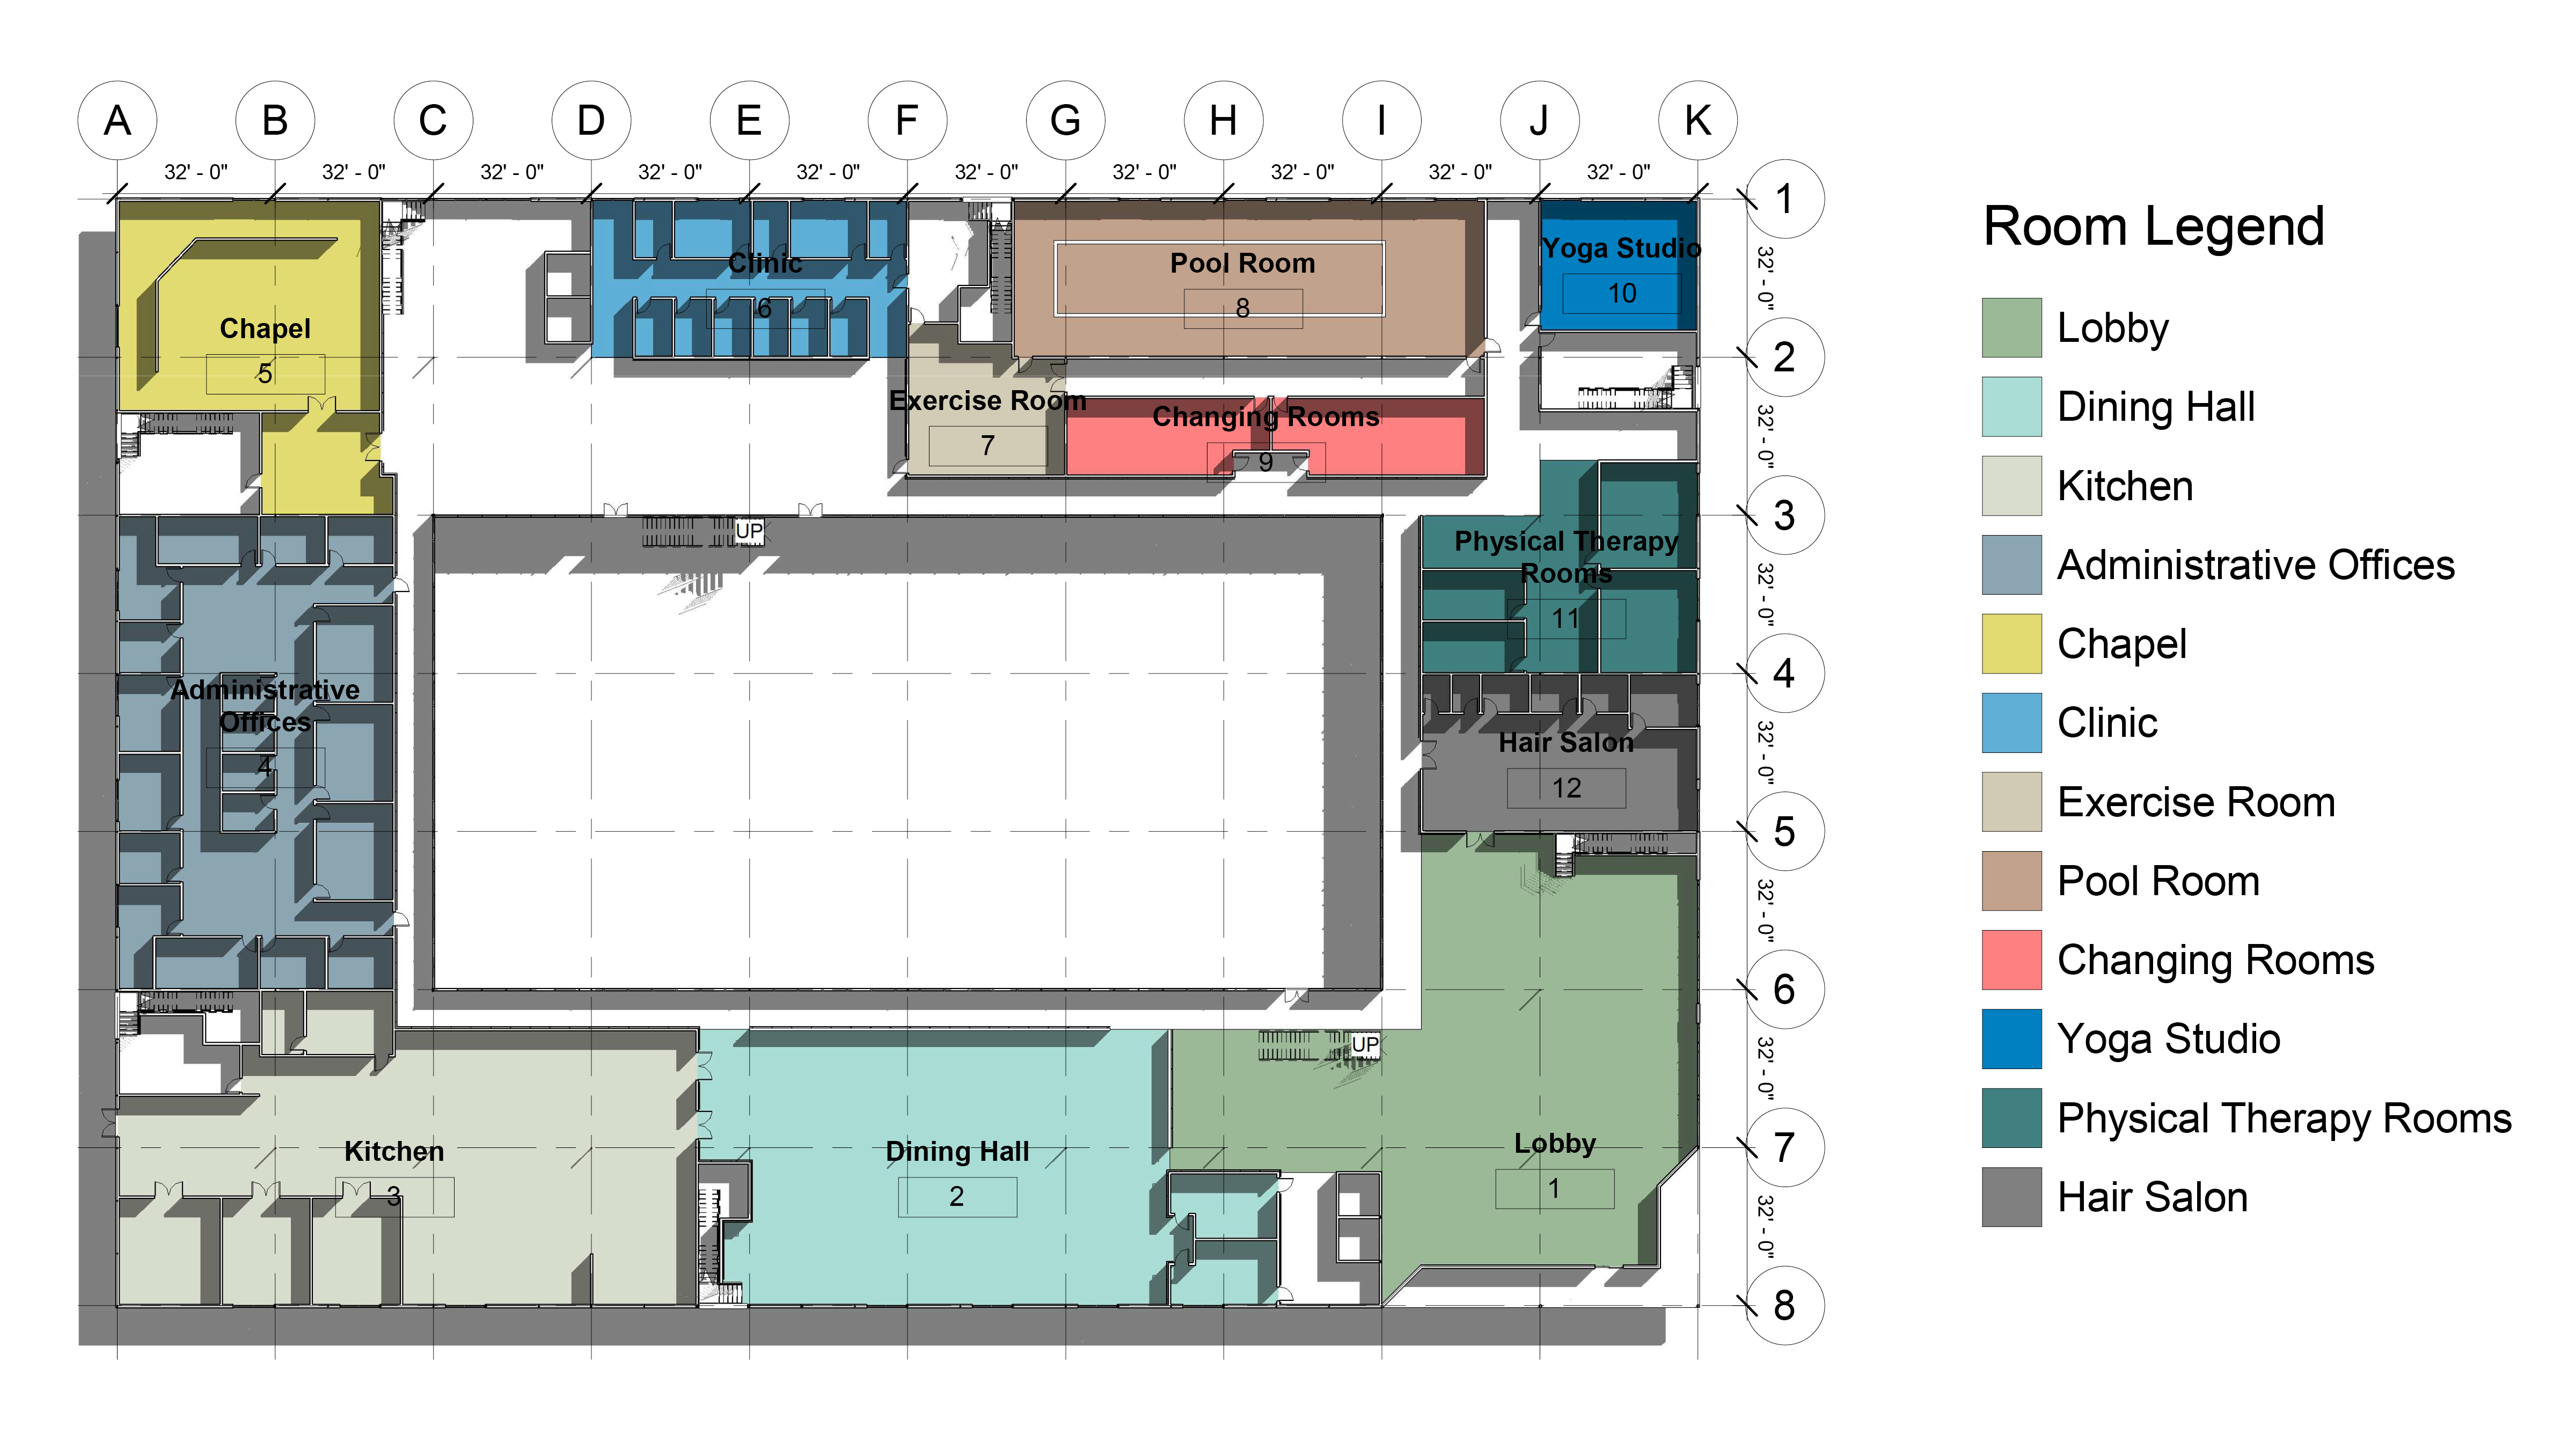 A B C D E F G H I J K
32' - 0" 32' - 0" 32' - 0" 32' - 0" 32' - 0" 32' - 0" 32' - 0" 32' - 0" 32' - 0" 32' - 0"
1
2
3
4
5
6
7
8
32' - 0"
32' - 0"
32' - 0"
32' - 0"
32' - 0"
32' - 0"
32' - 0"
Chapel
5
Clinic
6
Pool Room
8
Yoga Studio
10
Exercise Room
7
Changing Rooms
9
UP
Physical Therapy
Rooms
11
Administrative
Offices
4
Hair Salon
12
UP
Kitchen
3
Dining Hall
2
Lobby
1
Room Legend
Lobby
Dining Hall
Kitchen
Administrative Offices
Chapel
Clinic
Exercise Room
Pool Room
Changing Rooms
Yoga Studio
Physical Therapy Rooms
Hair Salon